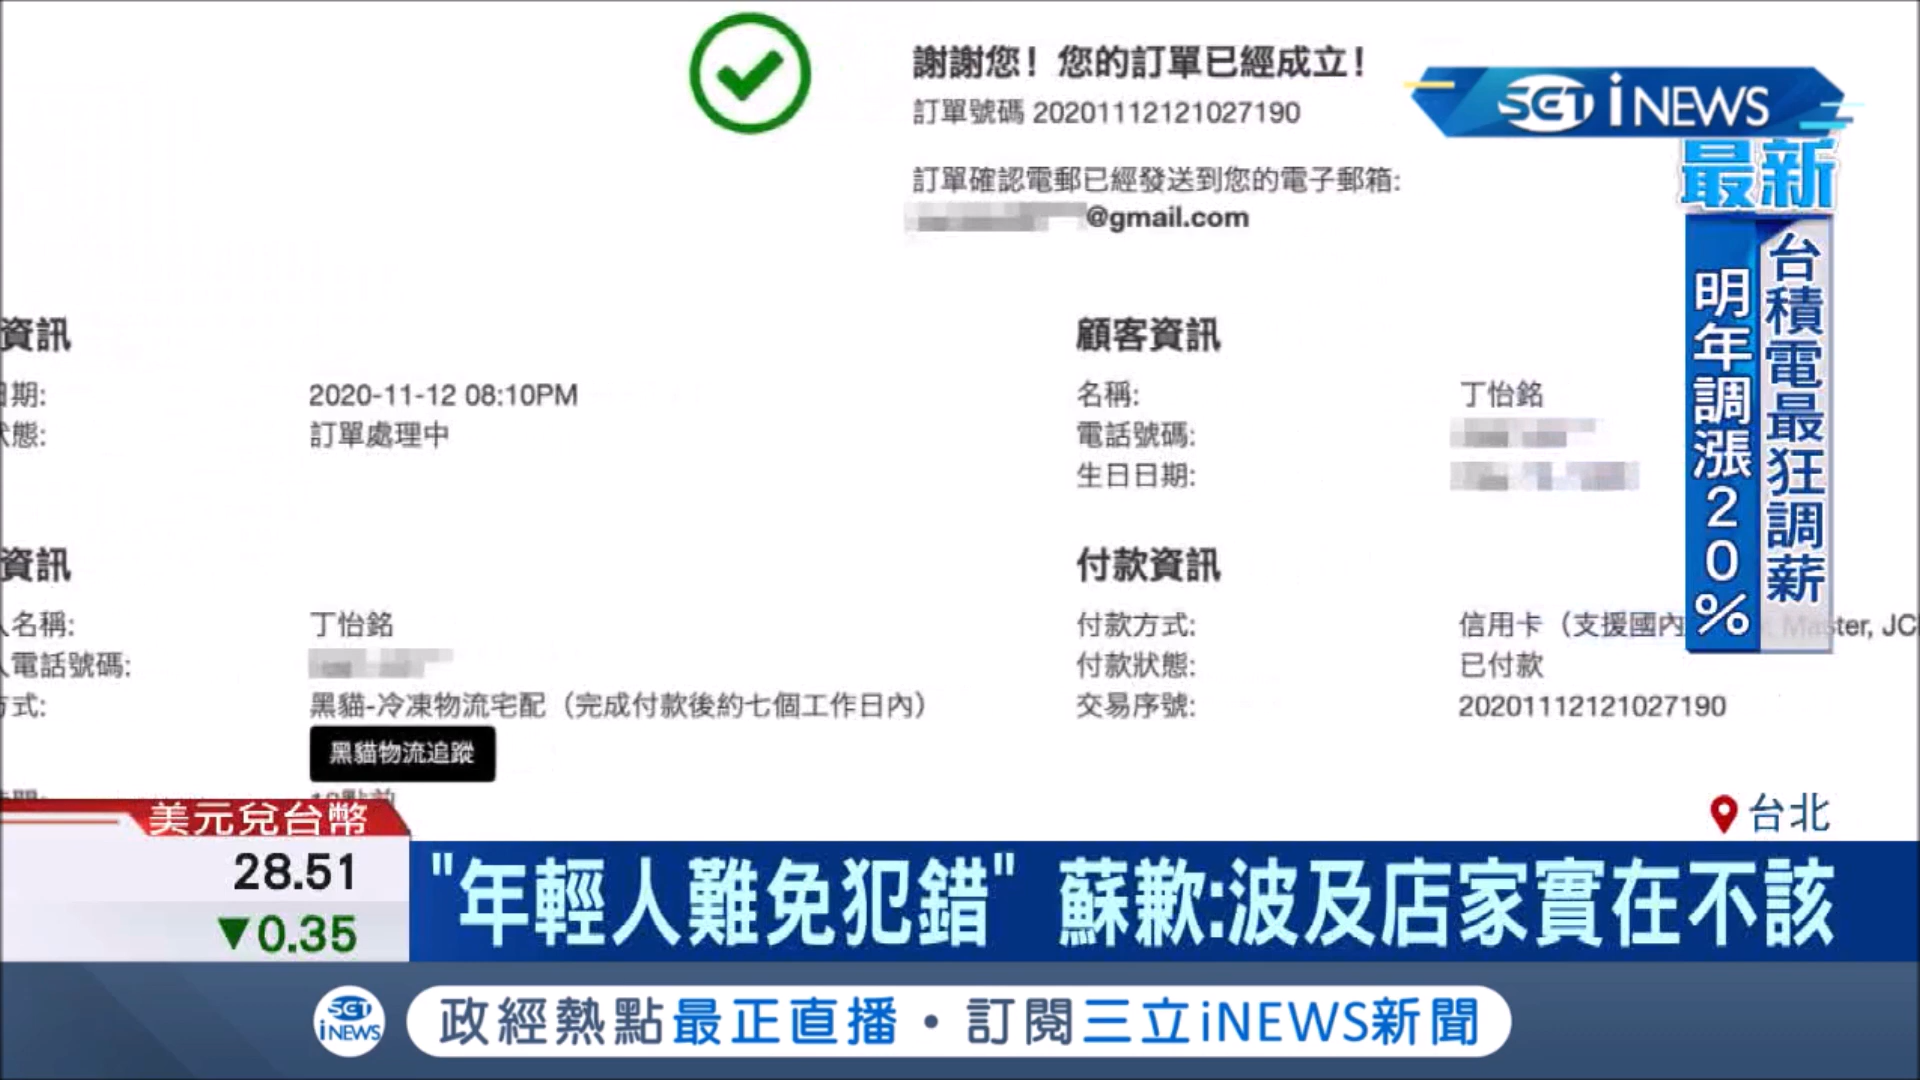 謝謝您！您的訂單已經成立！
訂單號碼 20201112121027190
訂單確認電郵已經發送到您的電子郵箱:
@gmail.com
SET iNEWS
最新
台積電最狂調薪
明年調漲20%
資訊
日期: 2020-11-12 08:10PM
狀態: 訂單處理中
顧客資訊
名稱: 丁怡銘
電話號碼:
生日日期:
資訊
人名稱: 丁怡銘
人電話號碼:
方式: 黑貓-冷凍物流宅配（完成付款後約七個工作日內）
黑貓物流追蹤
付款資訊
付款方式: 信用卡（支援國內 Master, JC
付款狀態: 已付款
交易序號: 20201112121027190
台北
美元兌台幣
28.51
▼0.35
"年輕人難免犯錯" 蘇歉:波及店家實在不該
SET iNEWS
政經熱點最正直播・訂閱三立iNEWS新聞